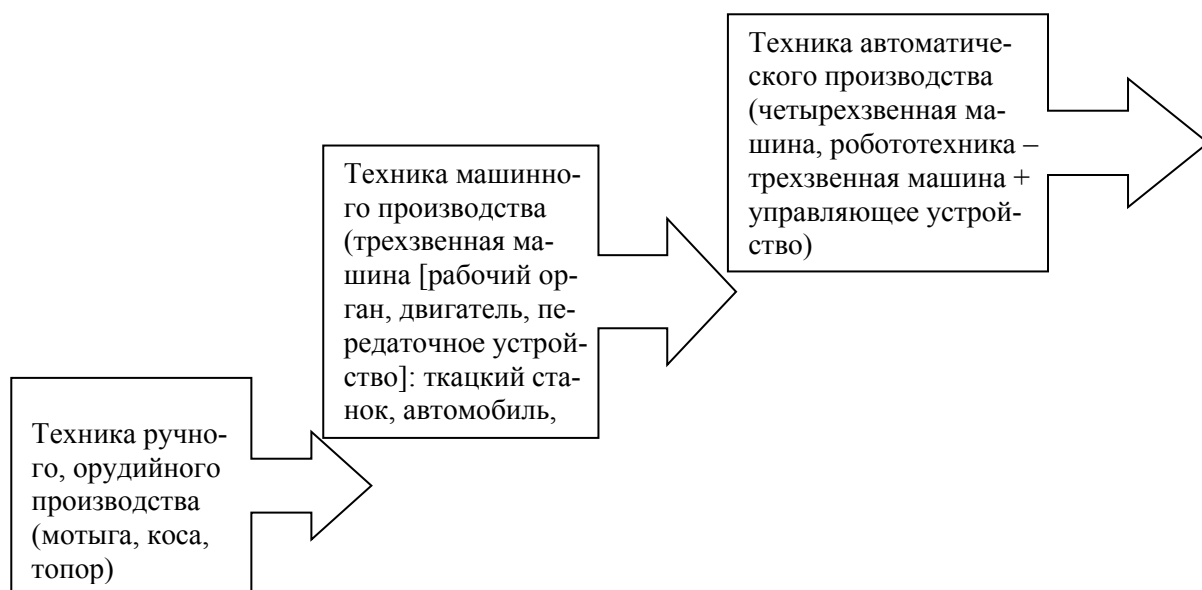 Техника автоматиче-
ского производства
(четырехзвенная ма-
шина, робототехника –
трехзвенная машина +
управляющее устрой-
ство)
Техника машинно-
го производства
(трехзвенная ма-
шина [рабочий ор-
ган, двигатель, пе-
редаточное устрой-
ство]: ткацкий ста-
нок, автомобиль,
Техника ручно-
го, орудийного
производства
(мотыга, коса,
топор)